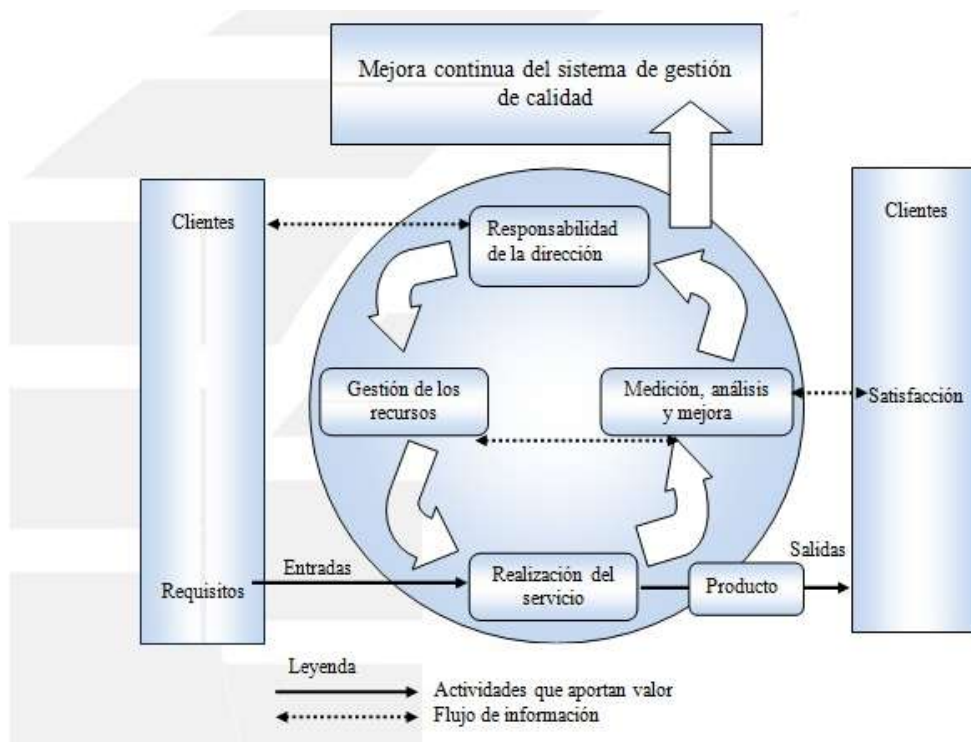 Mejora continua del sistema de gestión
de calidad
Clientes
Responsabilidad
de la dirección
Clientes
Gestión de los
recursos
Medición, análisis
y mejora
Satisfacción
Requisitos
Entradas
Realización del
servicio
Producto
Salidas
Leyenda
Actividades que aportan valor
Flujo de información